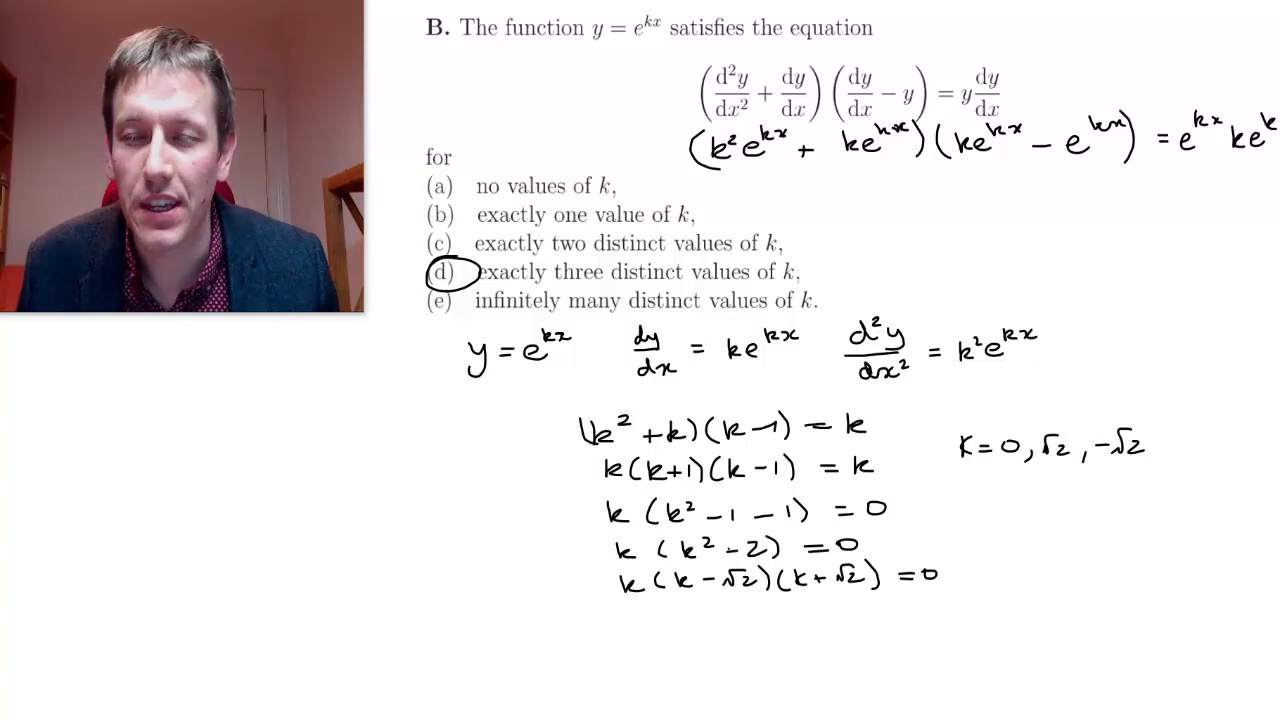 B. The function y = e^{kx} satisfies the equation
(d²y/dx² + dy/dx) (dy/dx − y) = y dy/dx
(k²e^{kx} + ke^{kx})(ke^{kx} − e^{kx}) = e^{kx} ke^{k
for
(a) no values of k,
(b) exactly one value of k,
(c) exactly two distinct values of k,
(d) exactly three distinct values of k,
(e) infinitely many distinct values of k.
y = e^{kx} dy/dx = ke^{kx} d²y/dx² = k²e^{kx}
(k² + k)(k − 1) = k
k(k+1)(k − 1) = k
k = 0, √2, −√2
k (k² − 1 − 1) = 0
k (k² − 2) = 0
k (k − √2)(k + √2) = 0